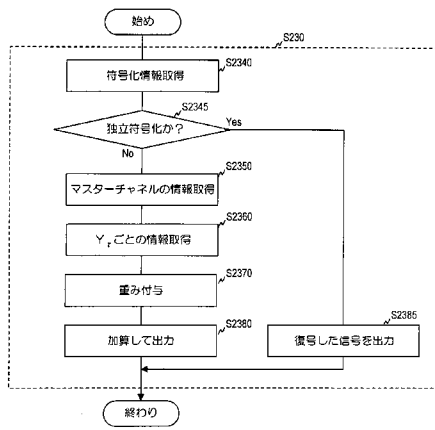 始め
S230
符号化情報取得
S2340
独立符号化か？
S2345
Yes
No
マスターチャネルの情報取得
S2350
Yτごとの情報取得
S2360
重み付与
S2370
加算して出力
S2380
復号した信号を出力
S2385
終わり